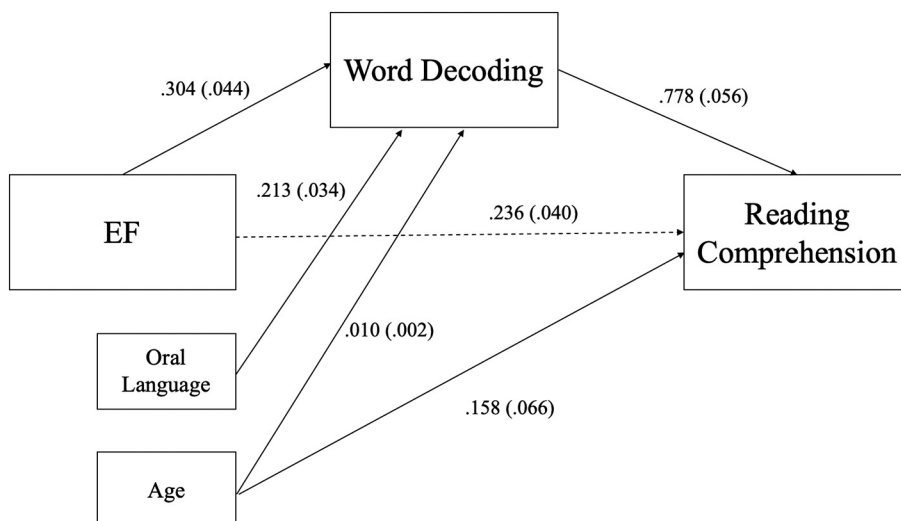 Word Decoding
.304 (.044)
.778 (.056)
.213 (.034)
EF
.236 (.040)
Reading
Comprehension
.010 (.002)
Oral
Language
.158 (.066)
Age